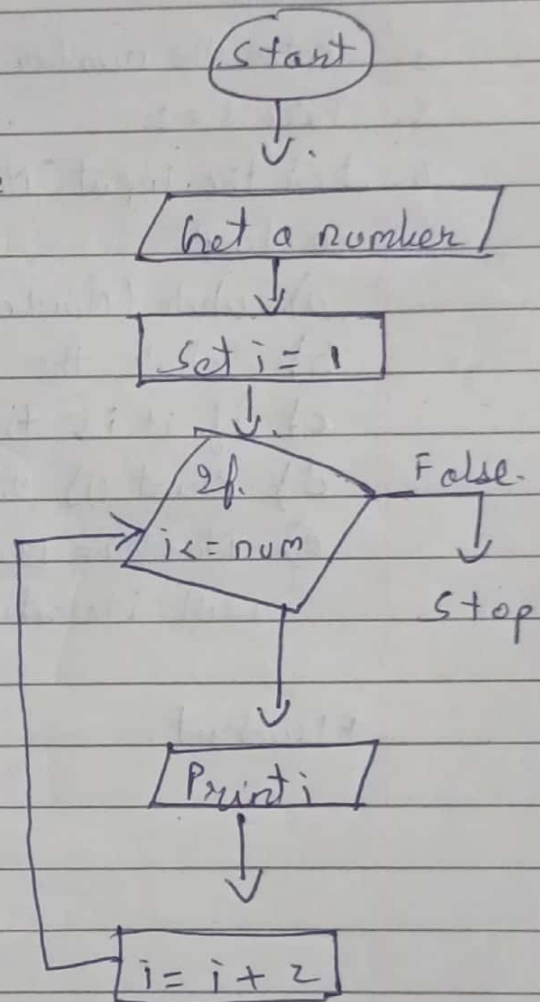 Start
Get a number
Set i = 1
If.
i <= num
False.
Stop
Print i
i = i + 2